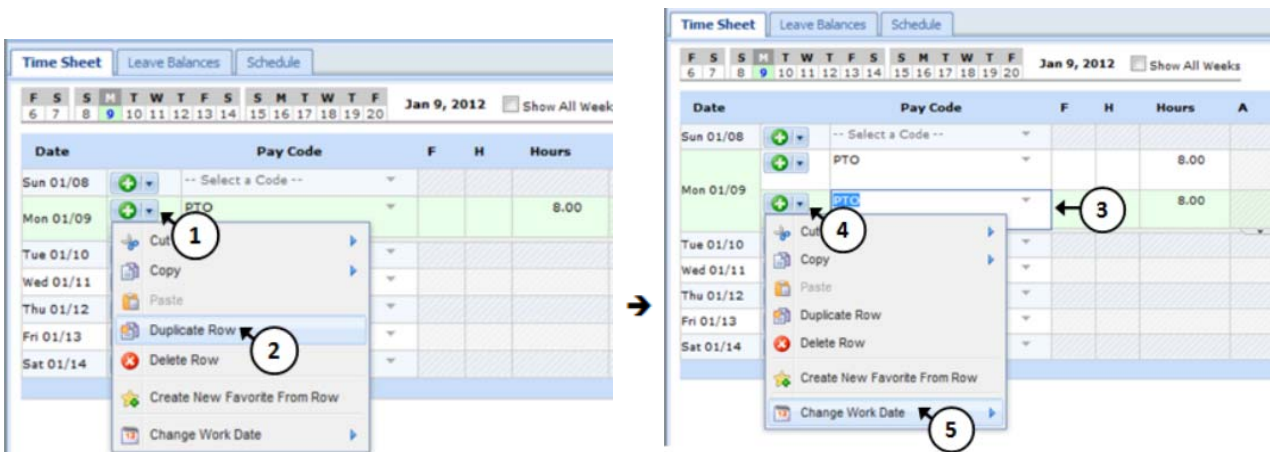 Time Sheet Leave Balances Schedule
F S S M T W T F S S M T W T F
6 7 8 9 10 11 12 13 14 15 16 17 18 19 20
Jan 9, 2012 Show All Week
Date Pay Code F H Hours
Sun 01/08 -- Select a Code --
Mon 01/09 PTO 8.00
1
Cut
Tue 01/10
Copy
Wed 01/11
Paste
Thu 01/12
Duplicate Row
2
Fri 01/13
Delete Row
Sat 01/14
Create New Favorite From Row
Change Work Date
➔
Time Sheet Leave Balances Schedule
F S S M T W T F S S M T W T F
6 7 8 9 10 11 12 13 14 15 16 17 18 19 20
Jan 9, 2012 Show All Weeks
Date Pay Code F H Hours A
Sun 01/08 -- Select a Code --
PTO 8.00
Mon 01/09
PTO 8.00
3
4
Cut
Tue 01/10
Copy
Wed 01/11
Paste
Thu 01/12
Duplicate Row
Fri 01/13
Delete Row
Sat 01/14
Create New Favorite From Row
Change Work Date
5